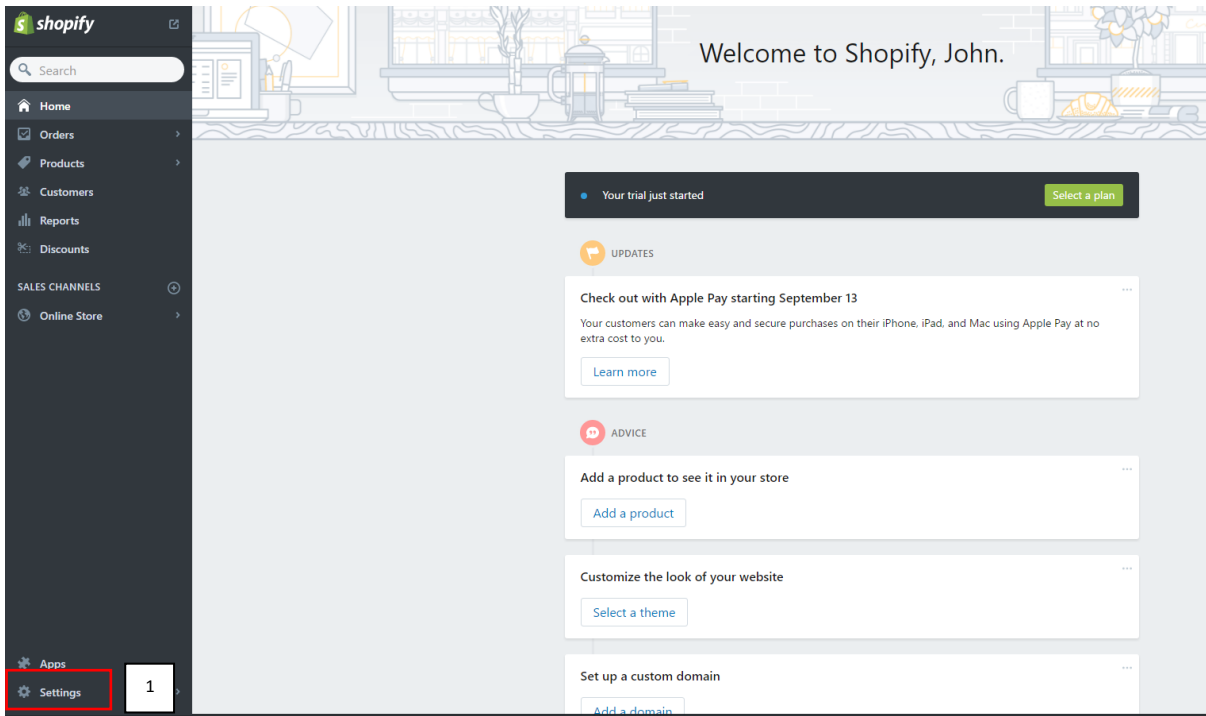 shopify
Search
Home
Orders
Products
Customers
Reports
Discounts
SALES CHANNELS
Online Store
Apps
Settings
1
Welcome to Shopify, John.
Your trial just started
Select a plan
UPDATES
Check out with Apple Pay starting September 13
Your customers can make easy and secure purchases on their iPhone, iPad, and Mac using Apple Pay at no
extra cost to you.
Learn more
ADVICE
Add a product to see it in your store
Add a product
Customize the look of your website
Select a theme
Set up a custom domain
Add a domain